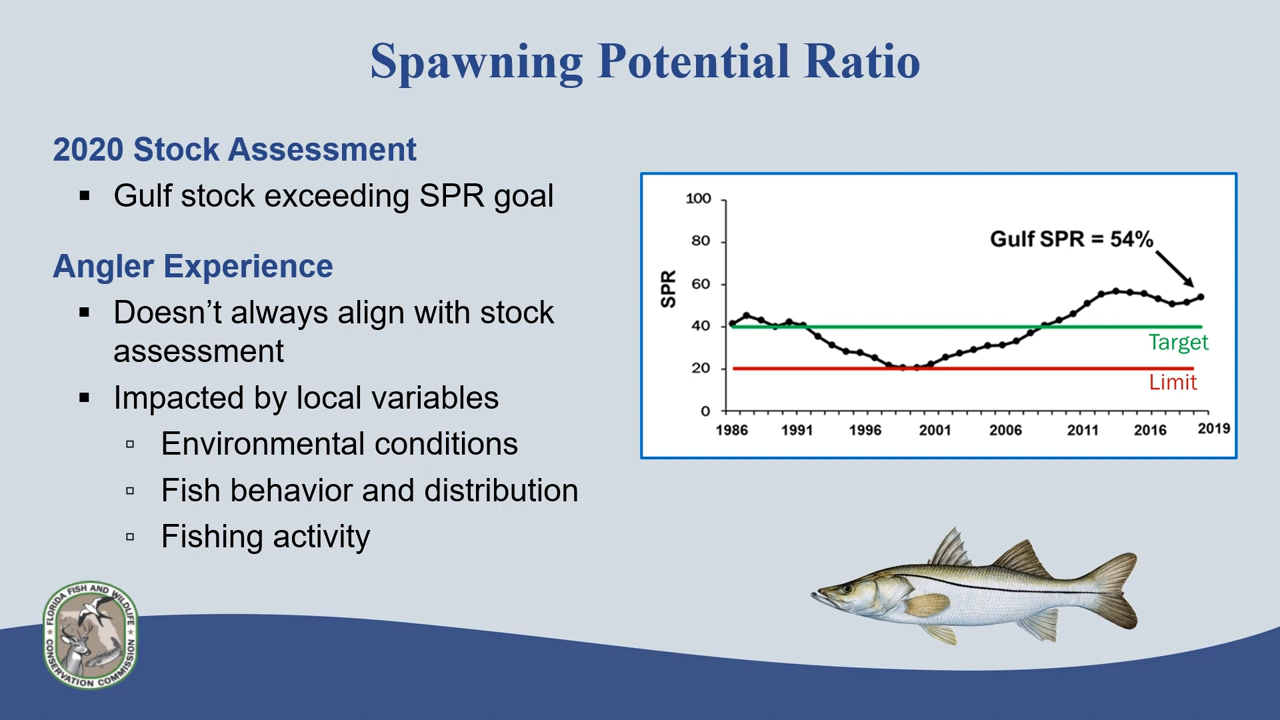 Spawning Potential Ratio
2020 Stock Assessment
▪ Gulf stock exceeding SPR goal
Angler Experience
▪ Doesn’t always align with stock
assessment
▪ Impacted by local variables
▫ Environmental conditions
▫ Fish behavior and distribution
▫ Fishing activity
100
80
60
40
20
0
SPR
Gulf SPR = 54%
Target
Limit
1986 1991 1996 2001 2006 2011 2016 2019
FLORIDA FISH AND WILDLIFE
CONSERVATION COMMISSION